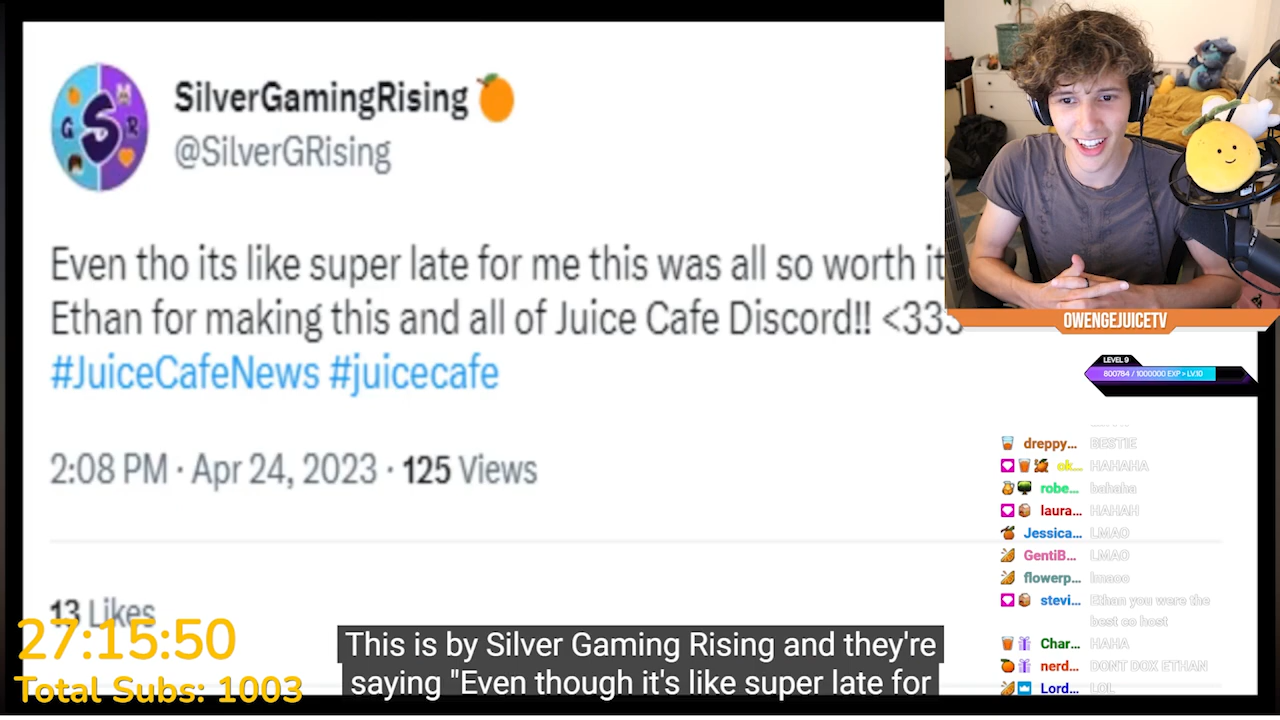 SilverGamingRising
@SilverGRising
Even tho its like super late for me this was all so worth it
Ethan for making this and all of Juice Cafe Discord!! <333
#JuiceCafeNews #juicecafe
2:08 PM · Apr 24, 2023 · 125 Views
13 Likes
27:15:50
Total Subs: 1003
This is by Silver Gaming Rising and they're
saying "Even though it's like super late for
G S R
OWENGEJUICETV
LEVEL 9
800784 / 1000000 EXP > LV.10
dreppy... BESTIE
ok... HAHAHA
robe... hahaha
laura... HAHAH
Jessica... LMAO
GentiB... LMAO
flowerp... lmaoo
stevi... Ethan you were the
best co host
Char... HAHA
nerd... DONT DOX ETHAN
Lord... LOL